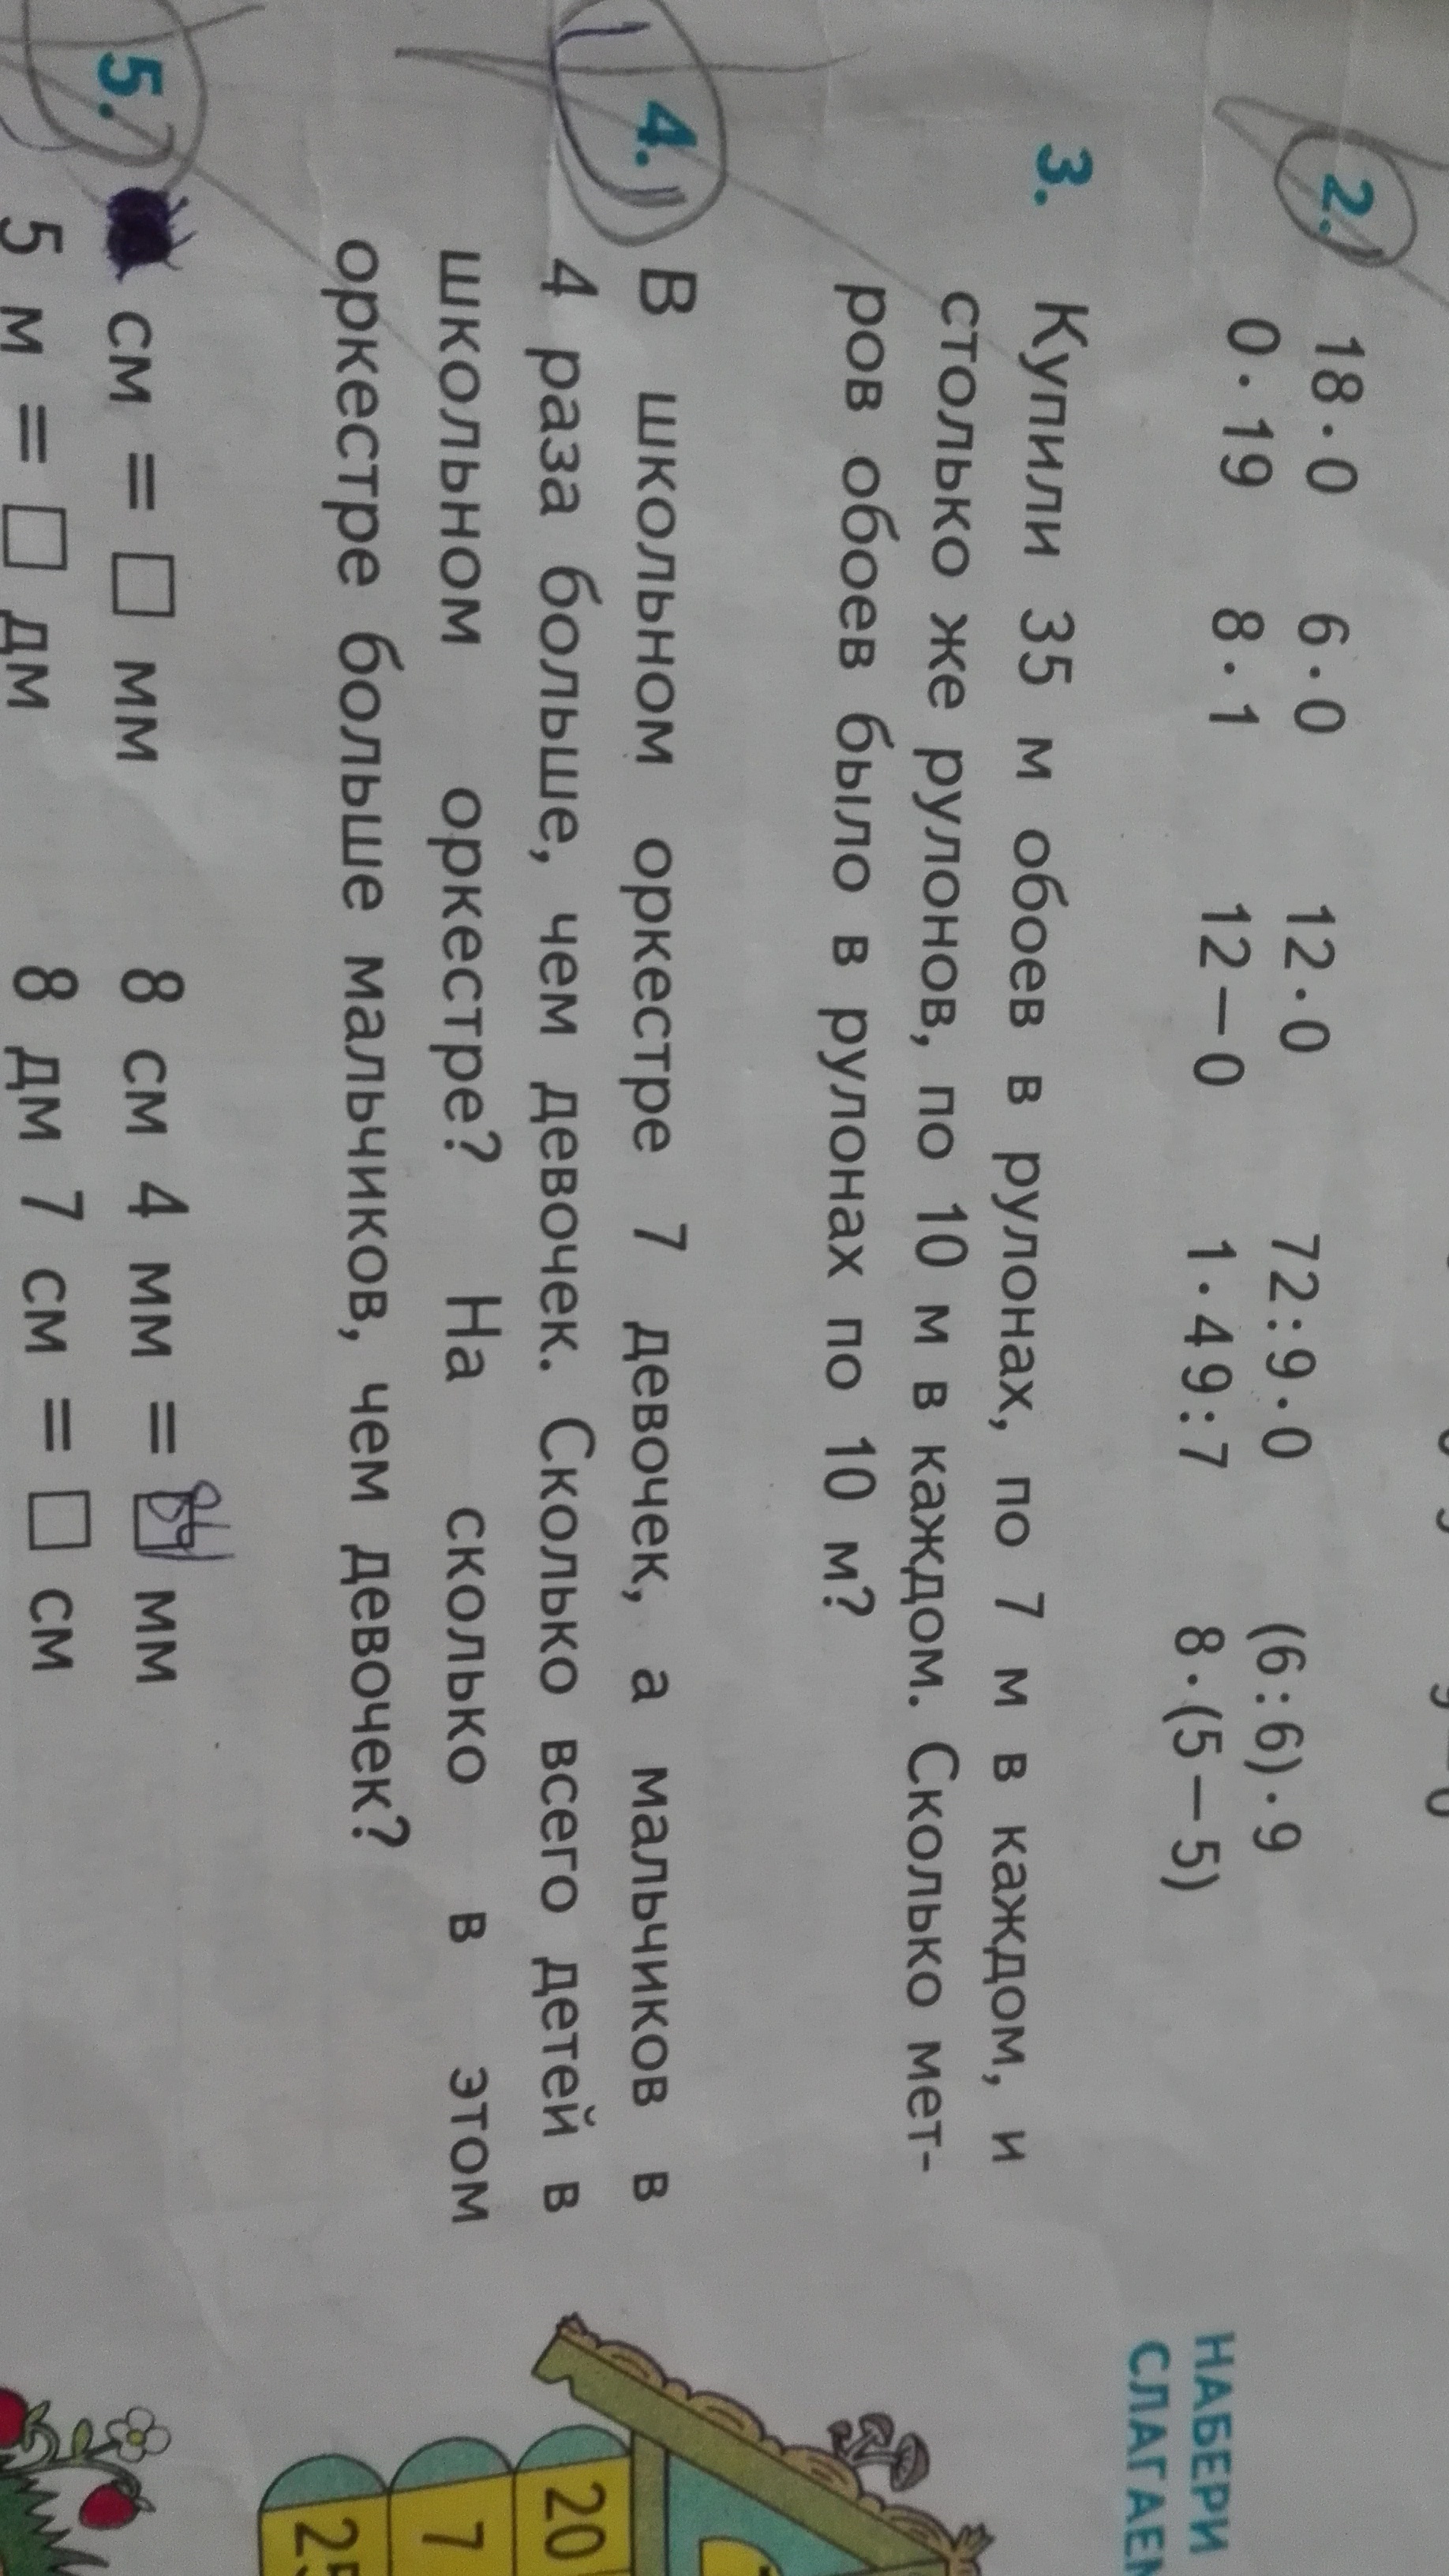 2.
18·0 6·0 12·0 72:9·0 (6:6)·9
0·19 8·1 12−0 1·49:7 8·(5−5)
3. Купили 35 м обоев в рулонах, по 7 м в каждом, и
столько же рулонов, по 10 м в каждом. Сколько мет-
ров обоев было в рулонах по 10 м?
4. В школьном оркестре 7 девочек, а мальчиков в
4 раза больше, чем девочек. Сколько всего детей в
школьном оркестре? На сколько в этом
оркестре больше мальчиков, чем девочек?
5. см = □ мм 8 см 4 мм = 84 мм
5 м = □ дм 8 дм 7 см = □ см
НАБЕРИ
20
7